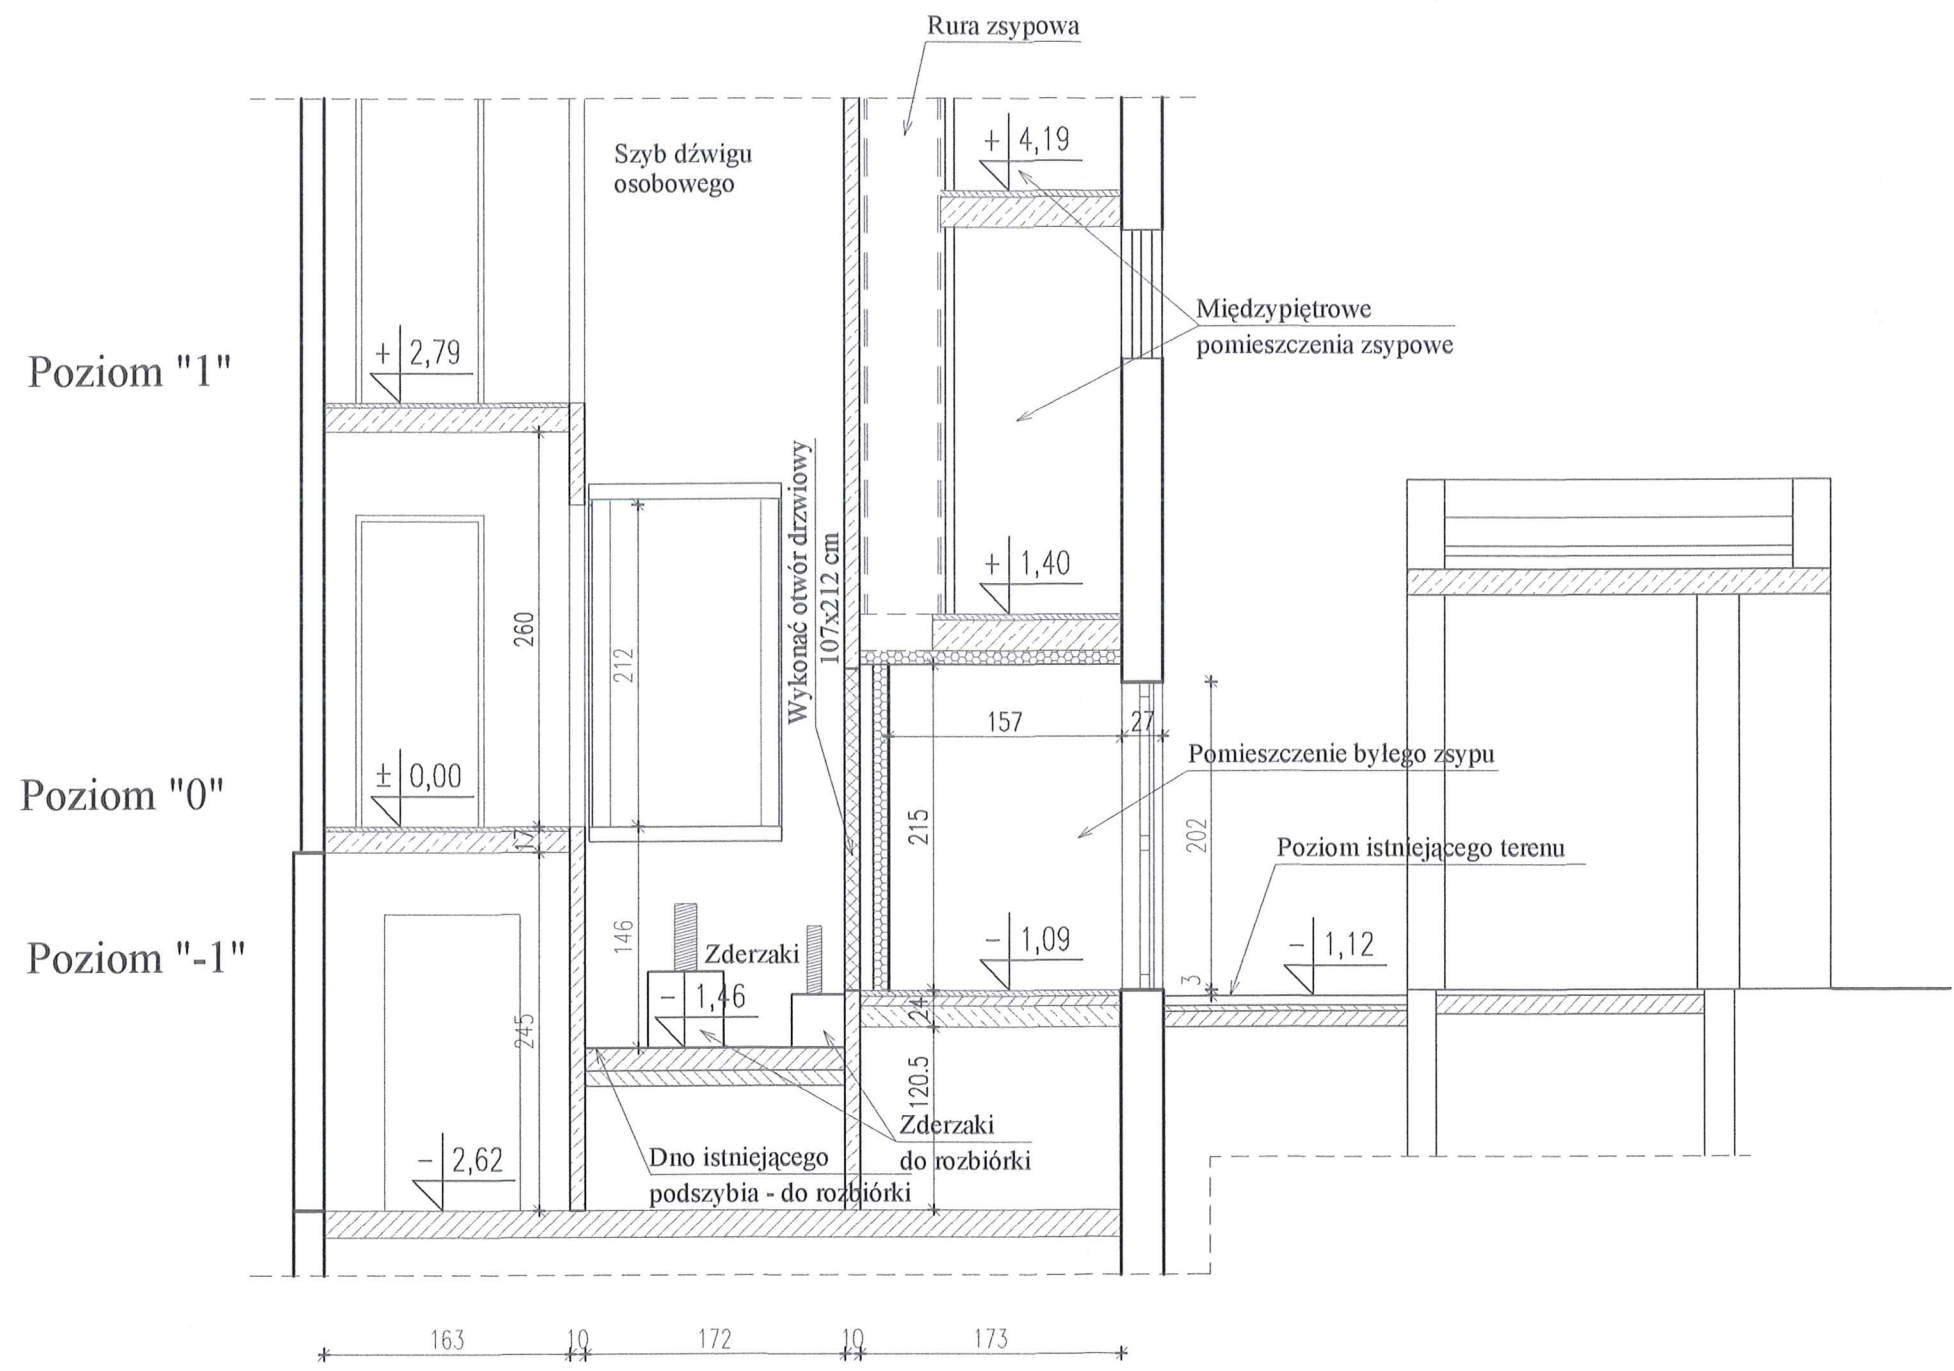 Rura zsypowa
Szyb dźwigu
osobowego
+ 4,19
Międzypiętrowe
pomieszczenia zsypowe
Poziom "1"
+ 2,79
Wykonać otwór drzwiowy
107x212 cm
+ 1,40
260
212
157
27
Pomieszczenie byłego zsypu
Poziom "0"
± 0,00
17
215
202
Poziom istniejącego terenu
Poziom "-1"
146
Zderzaki
- 1,46
- 1,09
- 1,12
3
24
245
120.5
Zderzaki
do rozbiórki
- 2,62
Dno istniejącego
podszybia - do rozbiórki
163
10
172
10
173